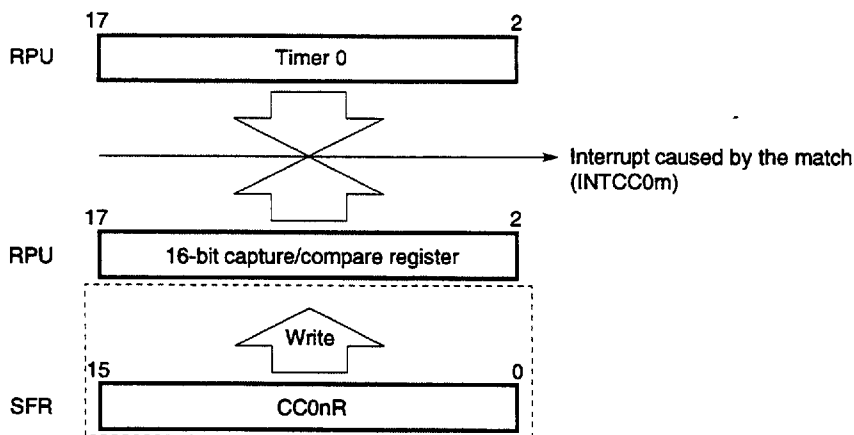 17 2
RPU Timer 0
Interrupt caused by the match
(INTCC0m)
17 2
RPU 16-bit capture/compare register
Write
15 0
SFR CC0nR